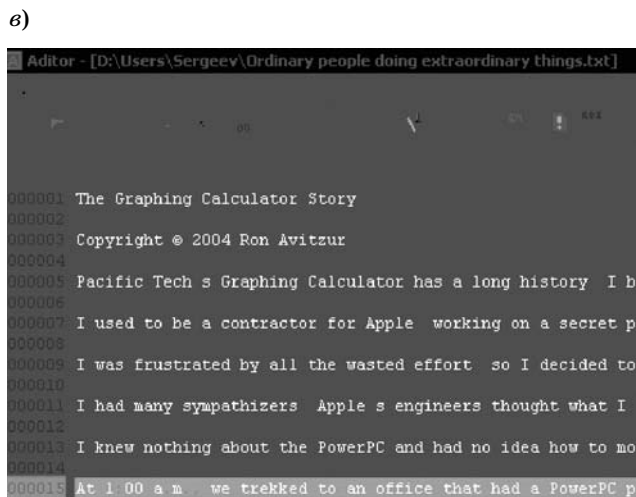 в)
Aditor - [D:\Users\Sergeev\Ordinary people doing extraordinary things.txt]
000001 The Graphing Calculator Story
000002
000003 Copyright © 2004 Ron Avitzur
000004
000005 Pacific Tech s Graphing Calculator has a long history I b
000006
000007 I used to be a contractor for Apple working on a secret p
000008
000009 I was frustrated by all the wasted effort so I decided to
000010
000011 I had many sympathizers Apple s engineers thought what I
000012
000013 I knew nothing about the PowerPC and had no idea how to mo
000014
000015 At 1:00 a m , we trekked to an office that had a PowerPC p